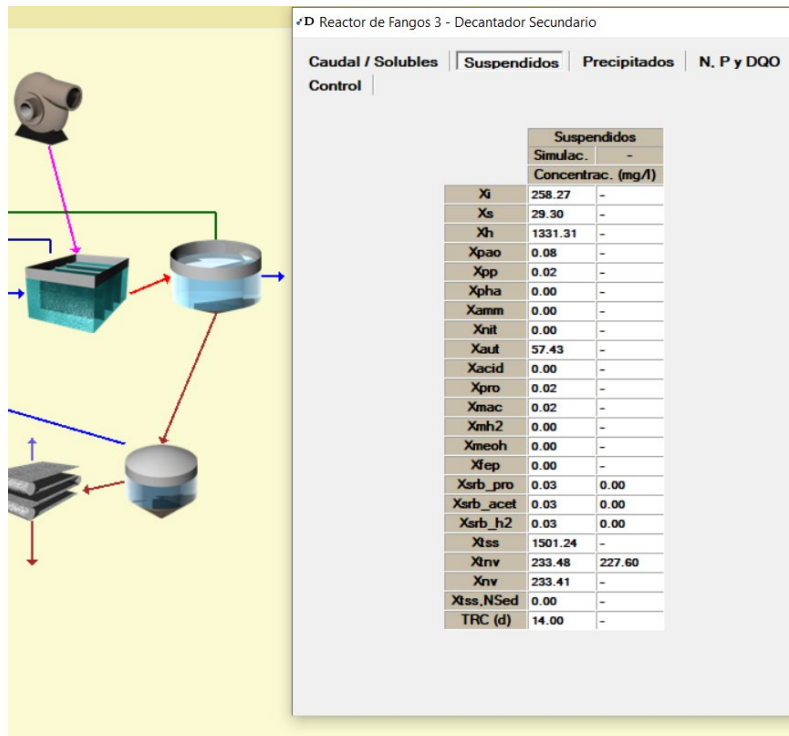 D Reactor de Fangos 3 - Decantador Secundario
Caudal / Solubles Suspendidos Precipitados N, P y DQO
Control
Suspendidos
Simulac. -
Concentrac. (mg/l)
Xi 258.27 -
Xs 29.30 -
Xh 1331.31 -
Xpao 0.08 -
Xpp 0.02 -
Xpha 0.00 -
Xamm 0.00 -
Xnit 0.00 -
Xaut 57.43 -
Xacid 0.00 -
Xpro 0.02 -
Xmac 0.02 -
Xmh2 0.00 -
Xmeoh 0.00 -
Xfep 0.00 -
Xsrb_pro 0.03 0.00
Xsrb_acet 0.03 0.00
Xsrb_h2 0.03 0.00
Xtss 1501.24 -
Xtnv 233.48 227.60
Xnv 233.41 -
Xtss,NSed 0.00 -
TRC (d) 14.00 -